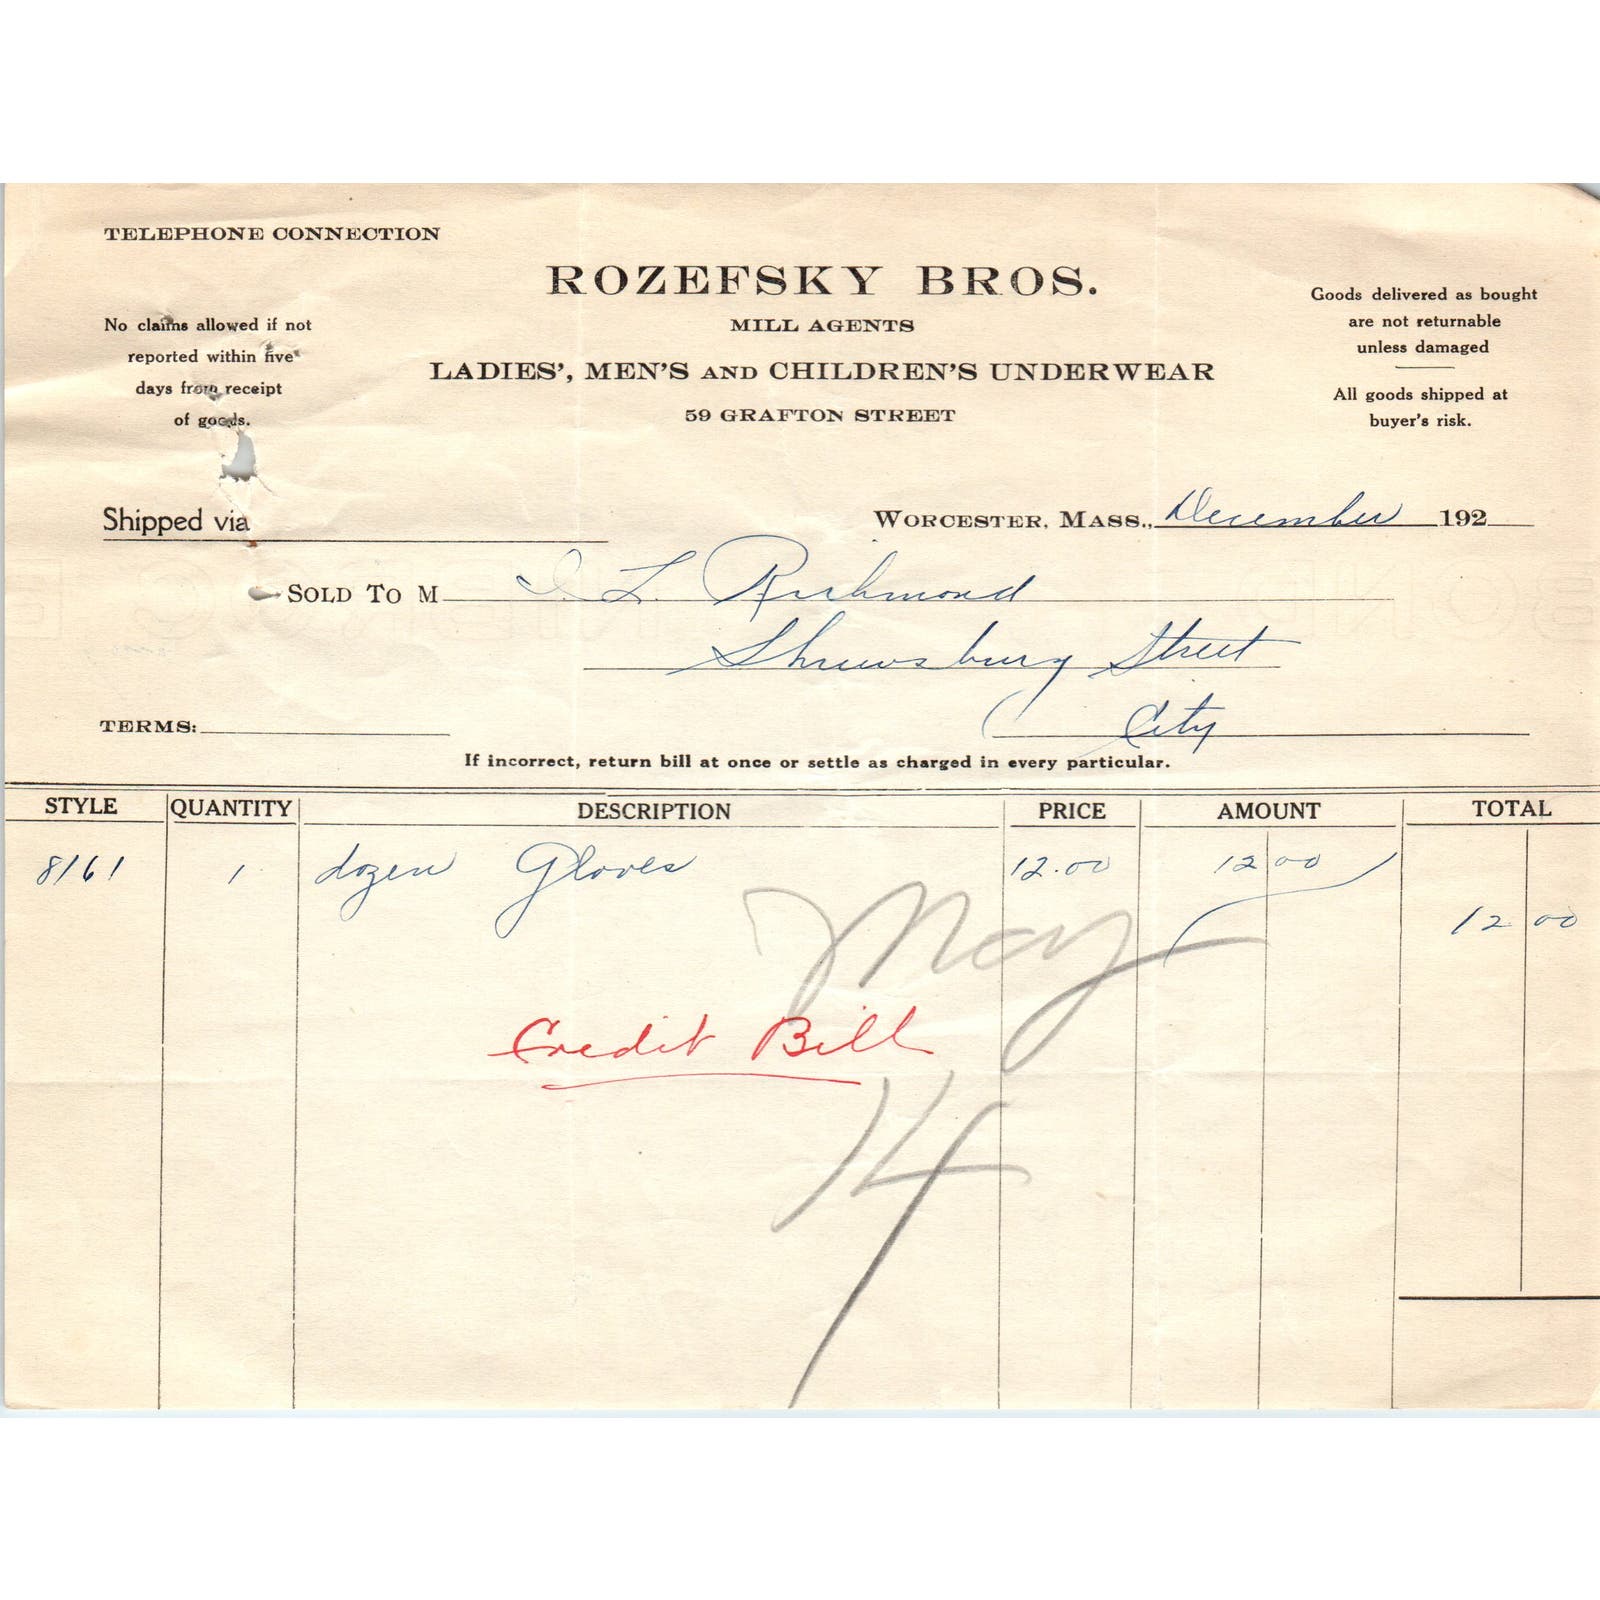 TELEPHONE CONNECTION
ROZEFSKY BROS.
MILL AGENTS
LADIES', MEN'S AND CHILDREN'S UNDERWEAR
59 GRAFTON STREET
No claims allowed if not
reported within five
days from receipt
of goods.
Goods delivered as bought
are not returnable
unless damaged
All goods shipped at
buyer's risk.
Shipped via
WORCESTER, MASS., December 192
SOLD TO M I. L. Richmond
Shrewsbury Street
TERMS: City
If incorrect, return bill at once or settle as charged in every particular.
STYLE QUANTITY DESCRIPTION PRICE AMOUNT TOTAL
8161 1 dozen Gloves 12.00 12 00
12 00
May
Credit Bill
14